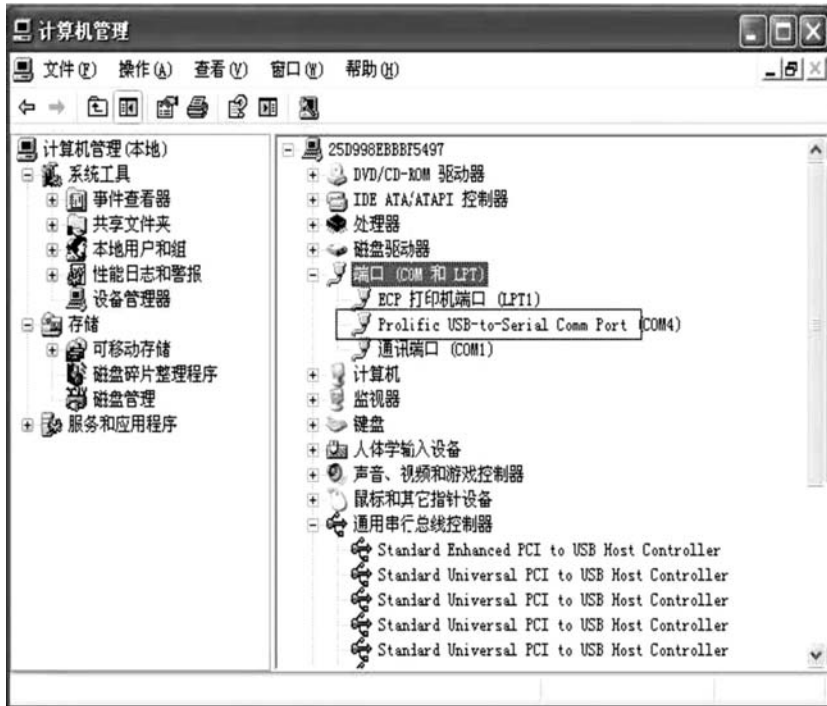 计算机管理
文件(F) 操作(A) 查看(V) 窗口(W) 帮助(H)
计算机管理(本地)
系统工具
事件查看器
共享文件夹
本地用户和组
性能日志和警报
设备管理器
存储
可移动存储
磁盘碎片整理程序
磁盘管理
服务和应用程序
25D998EBBBF5497
DVD/CD-ROM 驱动器
IDE ATA/ATAPI 控制器
处理器
磁盘驱动器
端口 (COM 和 LPT)
ECP 打印机端口 (LPT1)
Prolific USB-to-Serial Comm Port (COM4)
通讯端口 (COM1)
计算机
监视器
键盘
人体学输入设备
声音、视频和游戏控制器
鼠标和其它指针设备
通用串行总线控制器
Standard Enhanced PCI to USB Host Controller
Standard Universal PCI to USB Host Controller
Standard Universal PCI to USB Host Controller
Standard Universal PCI to USB Host Controller
Standard Universal PCI to USB Host Controller